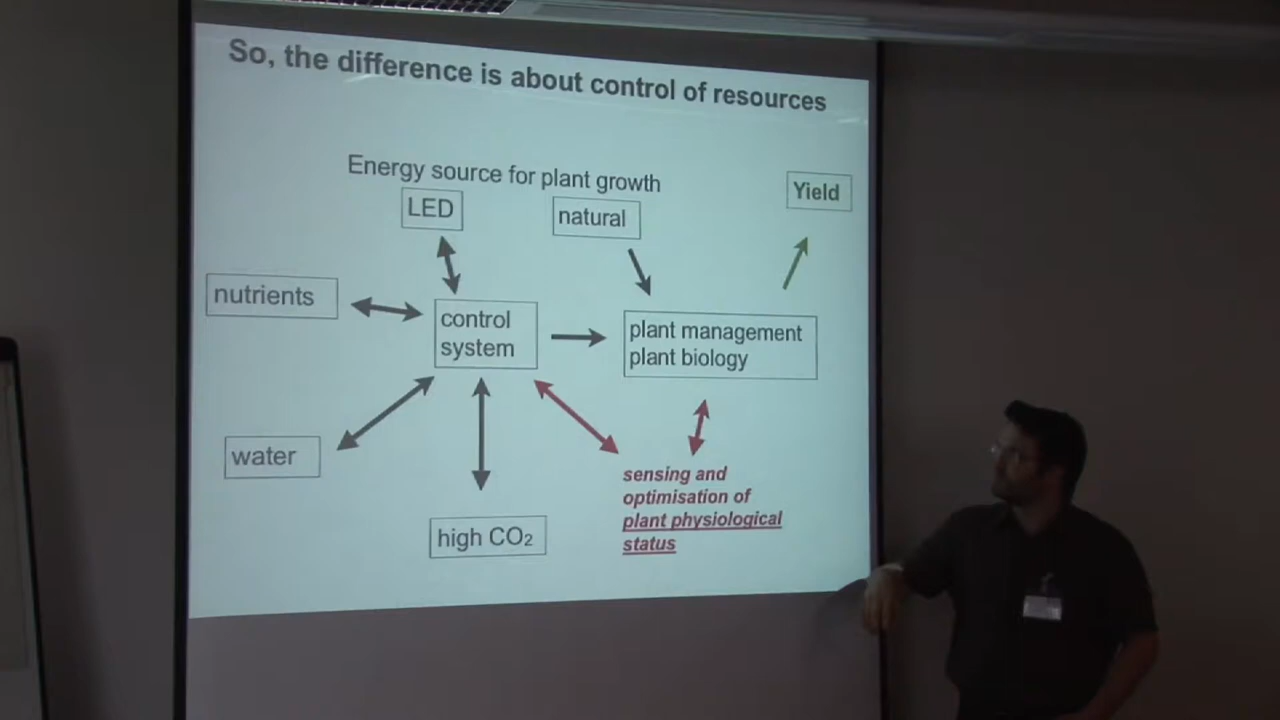 So, the difference is about control of resources
Energy source for plant growth
LED
natural
Yield
nutrients
control
system
plant management
plant biology
water
high CO₂
sensing and
optimisation of
plant physiological
status